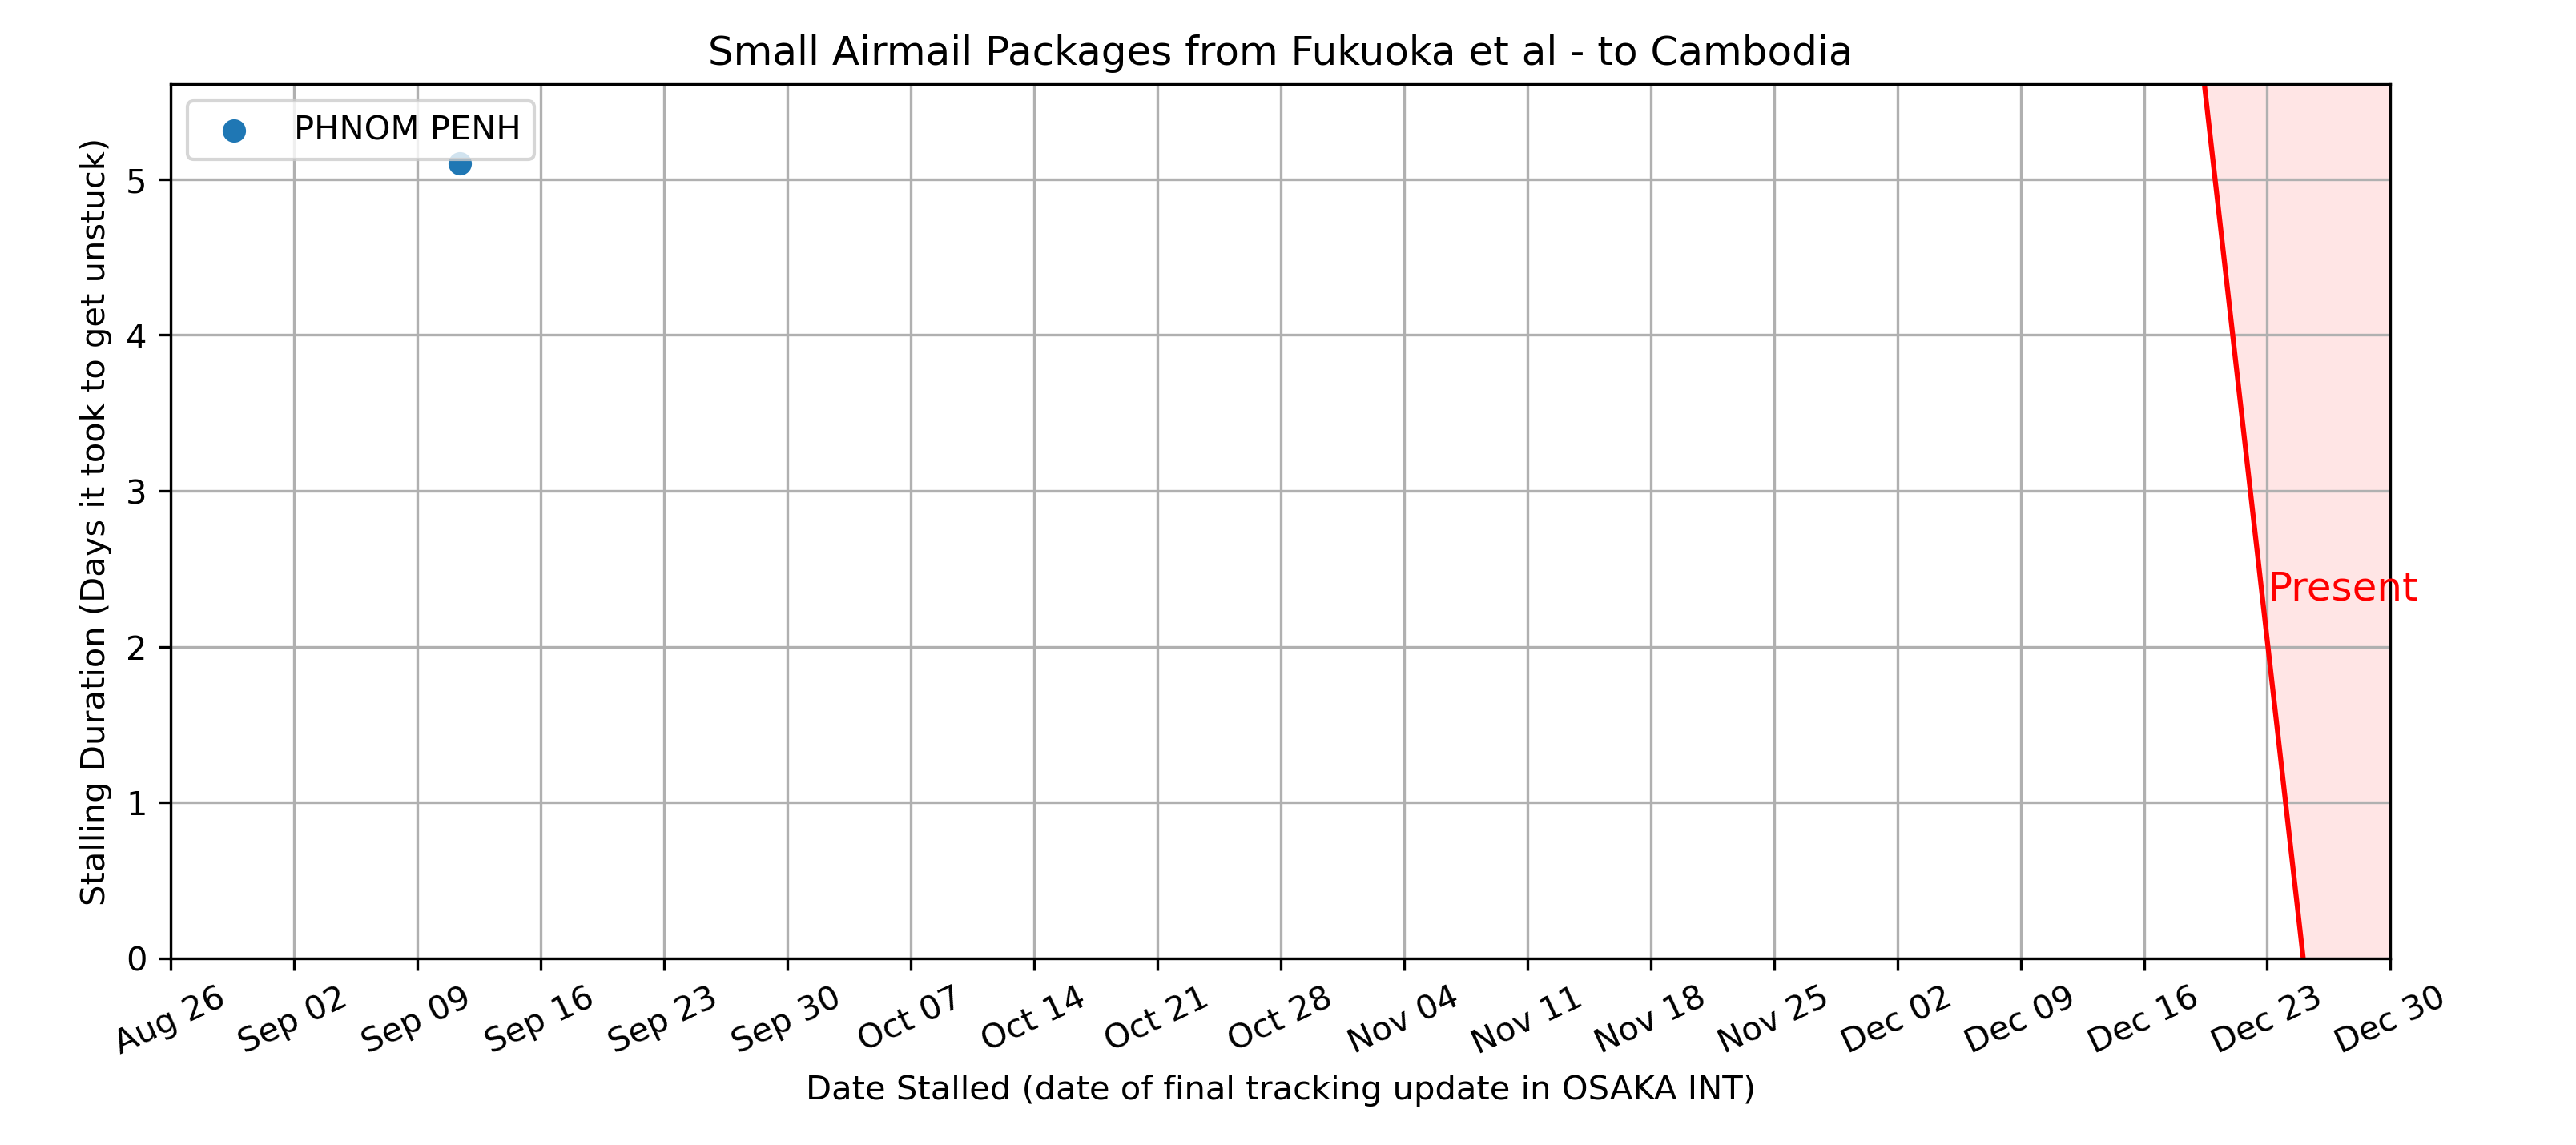 Small Airmail Packages from Fukuoka et al - to Cambodia
PHNOM PENH
Stalling Duration (Days it took to get unstuck)
5
4
3
2
1
0
Present
Aug 26
Sep 02
Sep 09
Sep 16
Sep 23
Sep 30
Oct 07
Oct 14
Oct 21
Oct 28
Nov 04
Nov 11
Nov 18
Nov 25
Dec 02
Dec 09
Dec 16
Dec 23
Dec 30
Date Stalled (date of final tracking update in OSAKA INT)